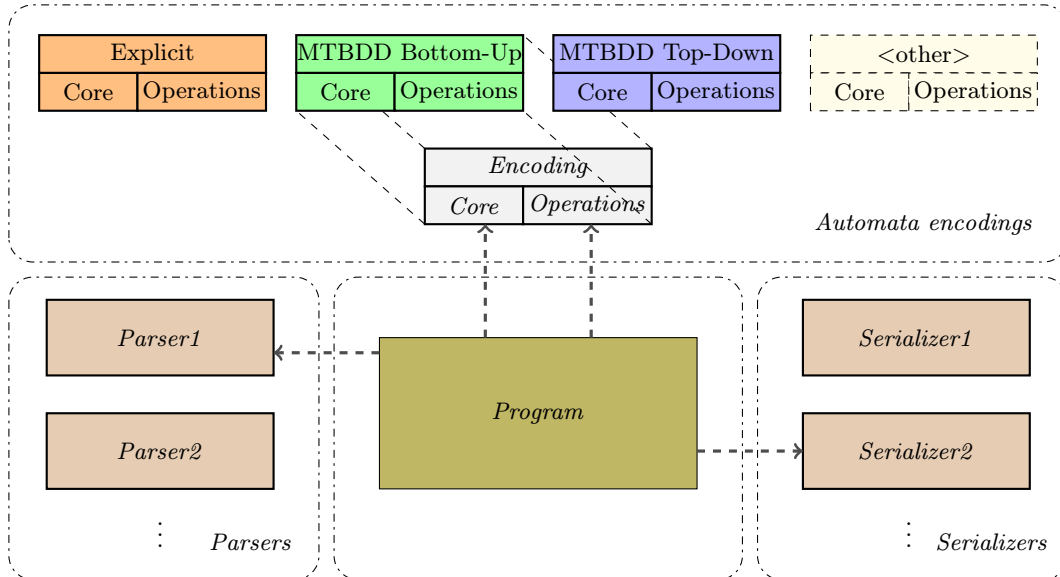 Explicit
Core Operations
MTBDD Bottom-Up
Core Operations
MTBDD Top-Down
Core Operations
<other>
Core Operations
Encoding
Core Operations
Automata encodings
Parser1
Parser2
⋮
Parsers
Program
Serializer1
Serializer2
⋮
Serializers